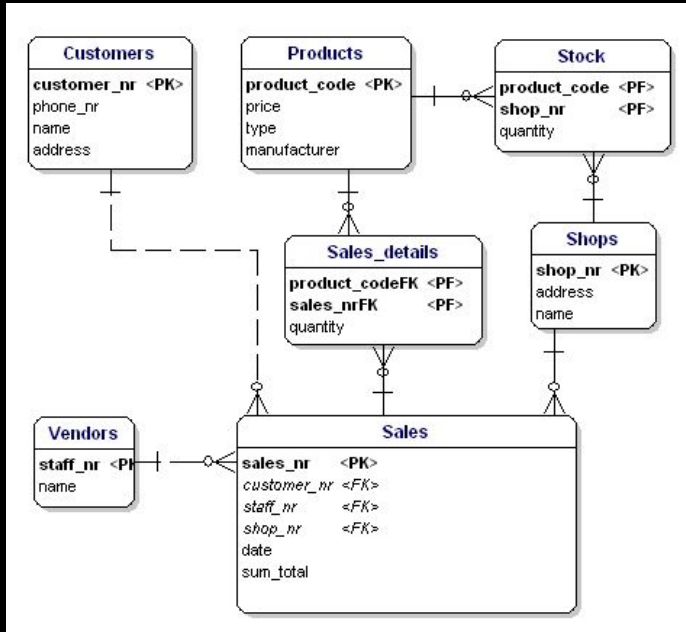 Customers
customer_nr <PK>
phone_nr
name
address
Products
product_code <PK>
price
type
manufacturer
Stock
product_code <PF>
shop_nr <PF>
quantity
Sales_details
product_codeFK <PF>
sales_nrFK <PF>
quantity
Shops
shop_nr <PK>
address
name
Vendors
staff_nr <PK
name
Sales
sales_nr <PK>
customer_nr <FK>
staff_nr <FK>
shop_nr <FK>
date
sum_total